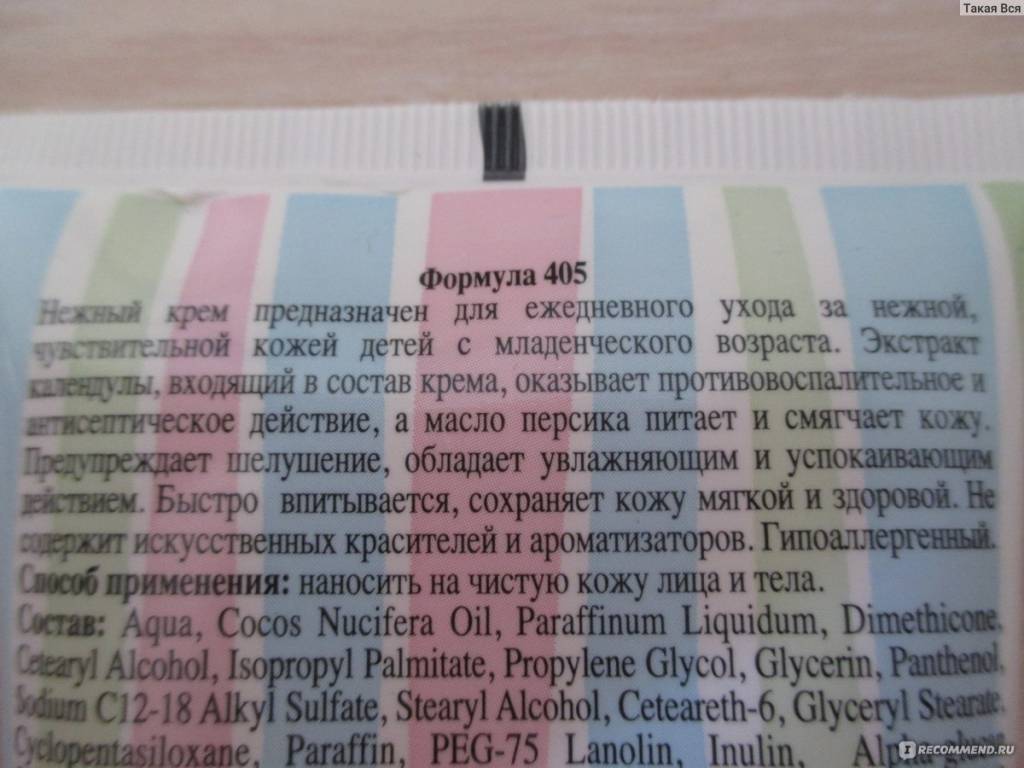 Такая Вся
Формула 405
Нежный крем предназначен для ежедневного ухода за нежной,
чувствительной кожей детей с младенческого возраста. Экстракт
календулы, входящий в состав крема, оказывает противовоспалительное и
антисептическое действие, а масло персика питает и смягчает кожу.
Предупреждает шелушение, обладает увлажняющим и успокаивающим
действием. Быстро впитывается, сохраняет кожу мягкой и здоровой. Не
содержит искусственных красителей и ароматизаторов. Гипоаллергенный.
Способ применения: наносить на чистую кожу лица и тела.
Состав: Aqua, Cocos Nucifera Oil, Paraffinum Liquidum, Dimethicone,
Cetearyl Alcohol, Isopropyl Palmitate, Propylene Glycol, Glycerin, Panthenol,
Sodium C12-18 Alkyl Sulfate, Stearyl Alcohol, Ceteareth-6, Glyceryl Stearate,
Cyclopentasiloxane, Paraffin, PEG-75 Lanolin, Inulin,
IRECOMMEND.RU